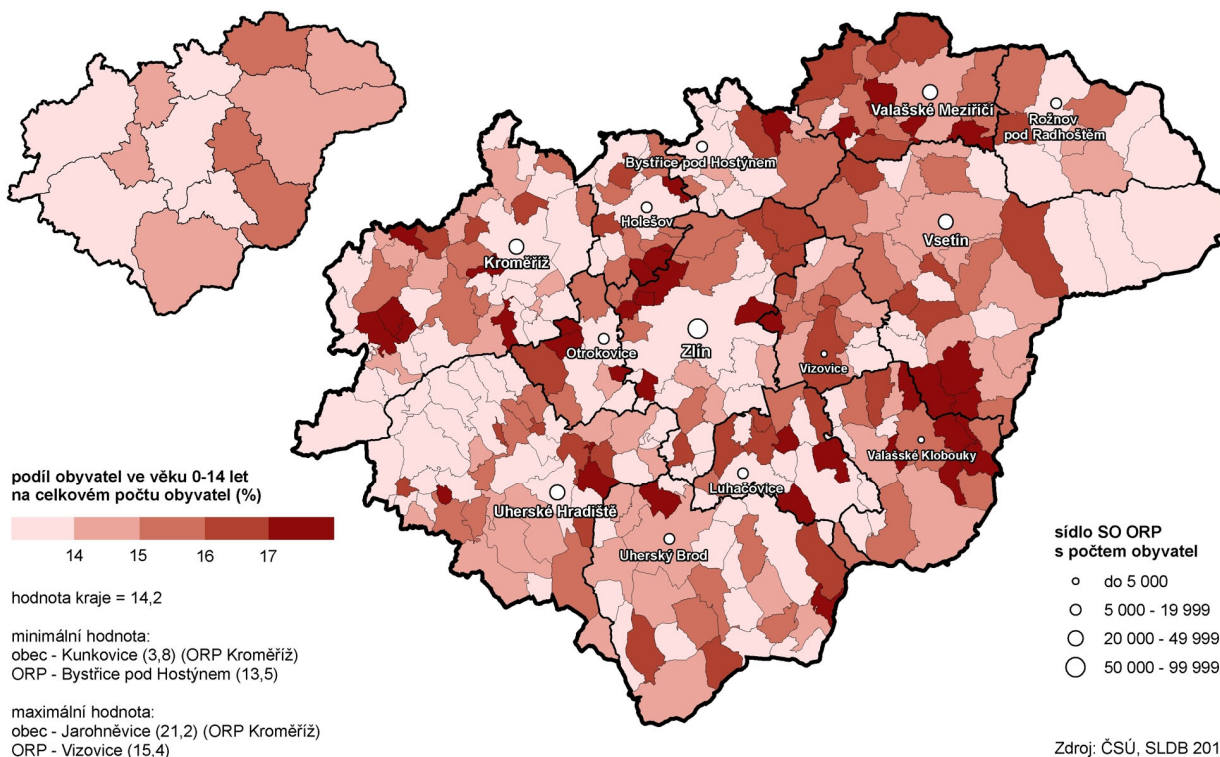 Valašské Meziříčí
Rožnov
pod Radhoštěm
Bystřice pod Hostýnem
Holešov
Vsetín
Kroměříž
Otrokovice
Zlín
Vizovice
Valašské Klobouky
Luhačovice
Uherské Hradiště
Uherský Brod
podíl obyvatel ve věku 0-14 let
na celkovém počtu obyvatel (%)
14 15 16 17
hodnota kraje = 14,2
minimální hodnota:
obec - Kunkovice (3,8) (ORP Kroměříž)
ORP - Bystřice pod Hostýnem (13,5)
maximální hodnota:
obec - Jarohněvice (21,2) (ORP Kroměříž)
ORP - Vizovice (15,4)
sídlo SO ORP
s počtem obyvatel
do 5 000
5 000 - 19 999
20 000 - 49 999
50 000 - 99 999
Zdroj: ČSÚ, SLDB 201